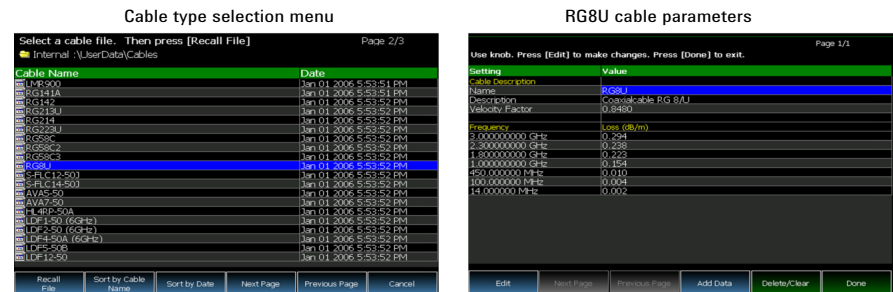 Cable type selection menu
Select a cable file. Then press [Recall File] Page 2/3
Internal :\UserData\Cables
Cable Name Date
LMR900 Jan 01 2006 5:53:51 PM
RG141A Jan 01 2006 5:53:51 PM
RG142 Jan 01 2006 5:53:52 PM
RG213U Jan 01 2006 5:53:52 PM
RG214 Jan 01 2006 5:53:52 PM
RG223U Jan 01 2006 5:53:52 PM
RG58C Jan 01 2006 5:53:52 PM
RG58C2 Jan 01 2006 5:53:52 PM
RG58C3 Jan 01 2006 5:53:52 PM
RG8U Jan 01 2006 5:53:52 PM
S-FLC12-50J Jan 01 2006 5:53:52 PM
S-FLC14-50J Jan 01 2006 5:53:52 PM
AVA5-50 Jan 01 2006 5:53:52 PM
AVA7-50 Jan 01 2006 5:53:52 PM
HL4RP-50A Jan 01 2006 5:53:52 PM
LDF1-50 (6GHz) Jan 01 2006 5:53:52 PM
LDF2-50 (6GHz) Jan 01 2006 5:53:52 PM
LDF4-50A (6GHz) Jan 01 2006 5:53:52 PM
LDF5-50B Jan 01 2006 5:53:52 PM
LDF12-50 Jan 01 2006 5:53:52 PM
Recall File Sort by Cable Name Sort by Date Next Page Previous Page Cancel
RG8U cable parameters
Page 1/1
Use knob. Press [Edit] to make changes. Press [Done] to exit.
Setting Value
Cable Description
Name RG8U
Description Coaxialcable RG 8/U
Velocity Factor 0.8480
Frequency Loss (dB/m)
3.000000000 GHz 0.294
2.300000000 GHz 0.238
1.800000000 GHz 0.223
1.000000000 GHz 0.154
450.000000 MHz 0.010
100.000000 MHz 0.004
14.000000 MHz 0.002
Edit Next Page Previous Page Add Data Delete/Clear Done